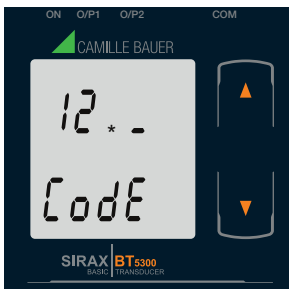 ON O/P1 O/P2 COM
CAMILLE BAUER
12.*_
CodE
SIRAX BT5300
BASIC TRANSDUCER